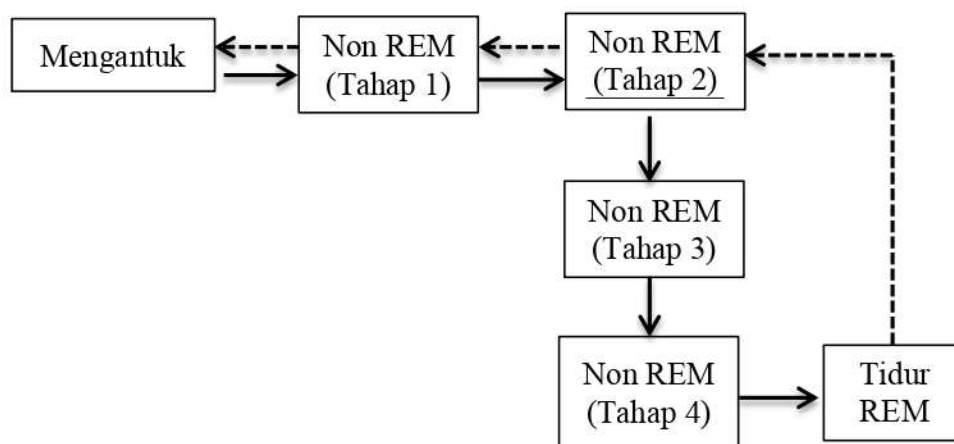 Mengantuk
Non REM
(Tahap 1)
Non REM
(Tahap 2)
Non REM
(Tahap 3)
Non REM
(Tahap 4)
Tidur
REM